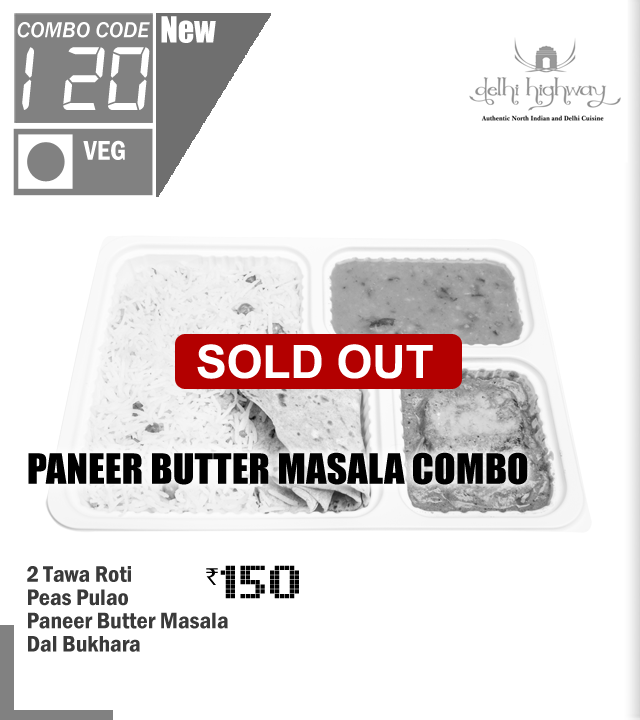 COMBO CODE
120
New
VEG
delhi highway
Authentic North Indian and Delhi Cuisine
SOLD OUT
PANEER BUTTER MASALA COMBO
2 Tawa Roti
₹150
Peas Pulao
Paneer Butter Masala
Dal Bukhara